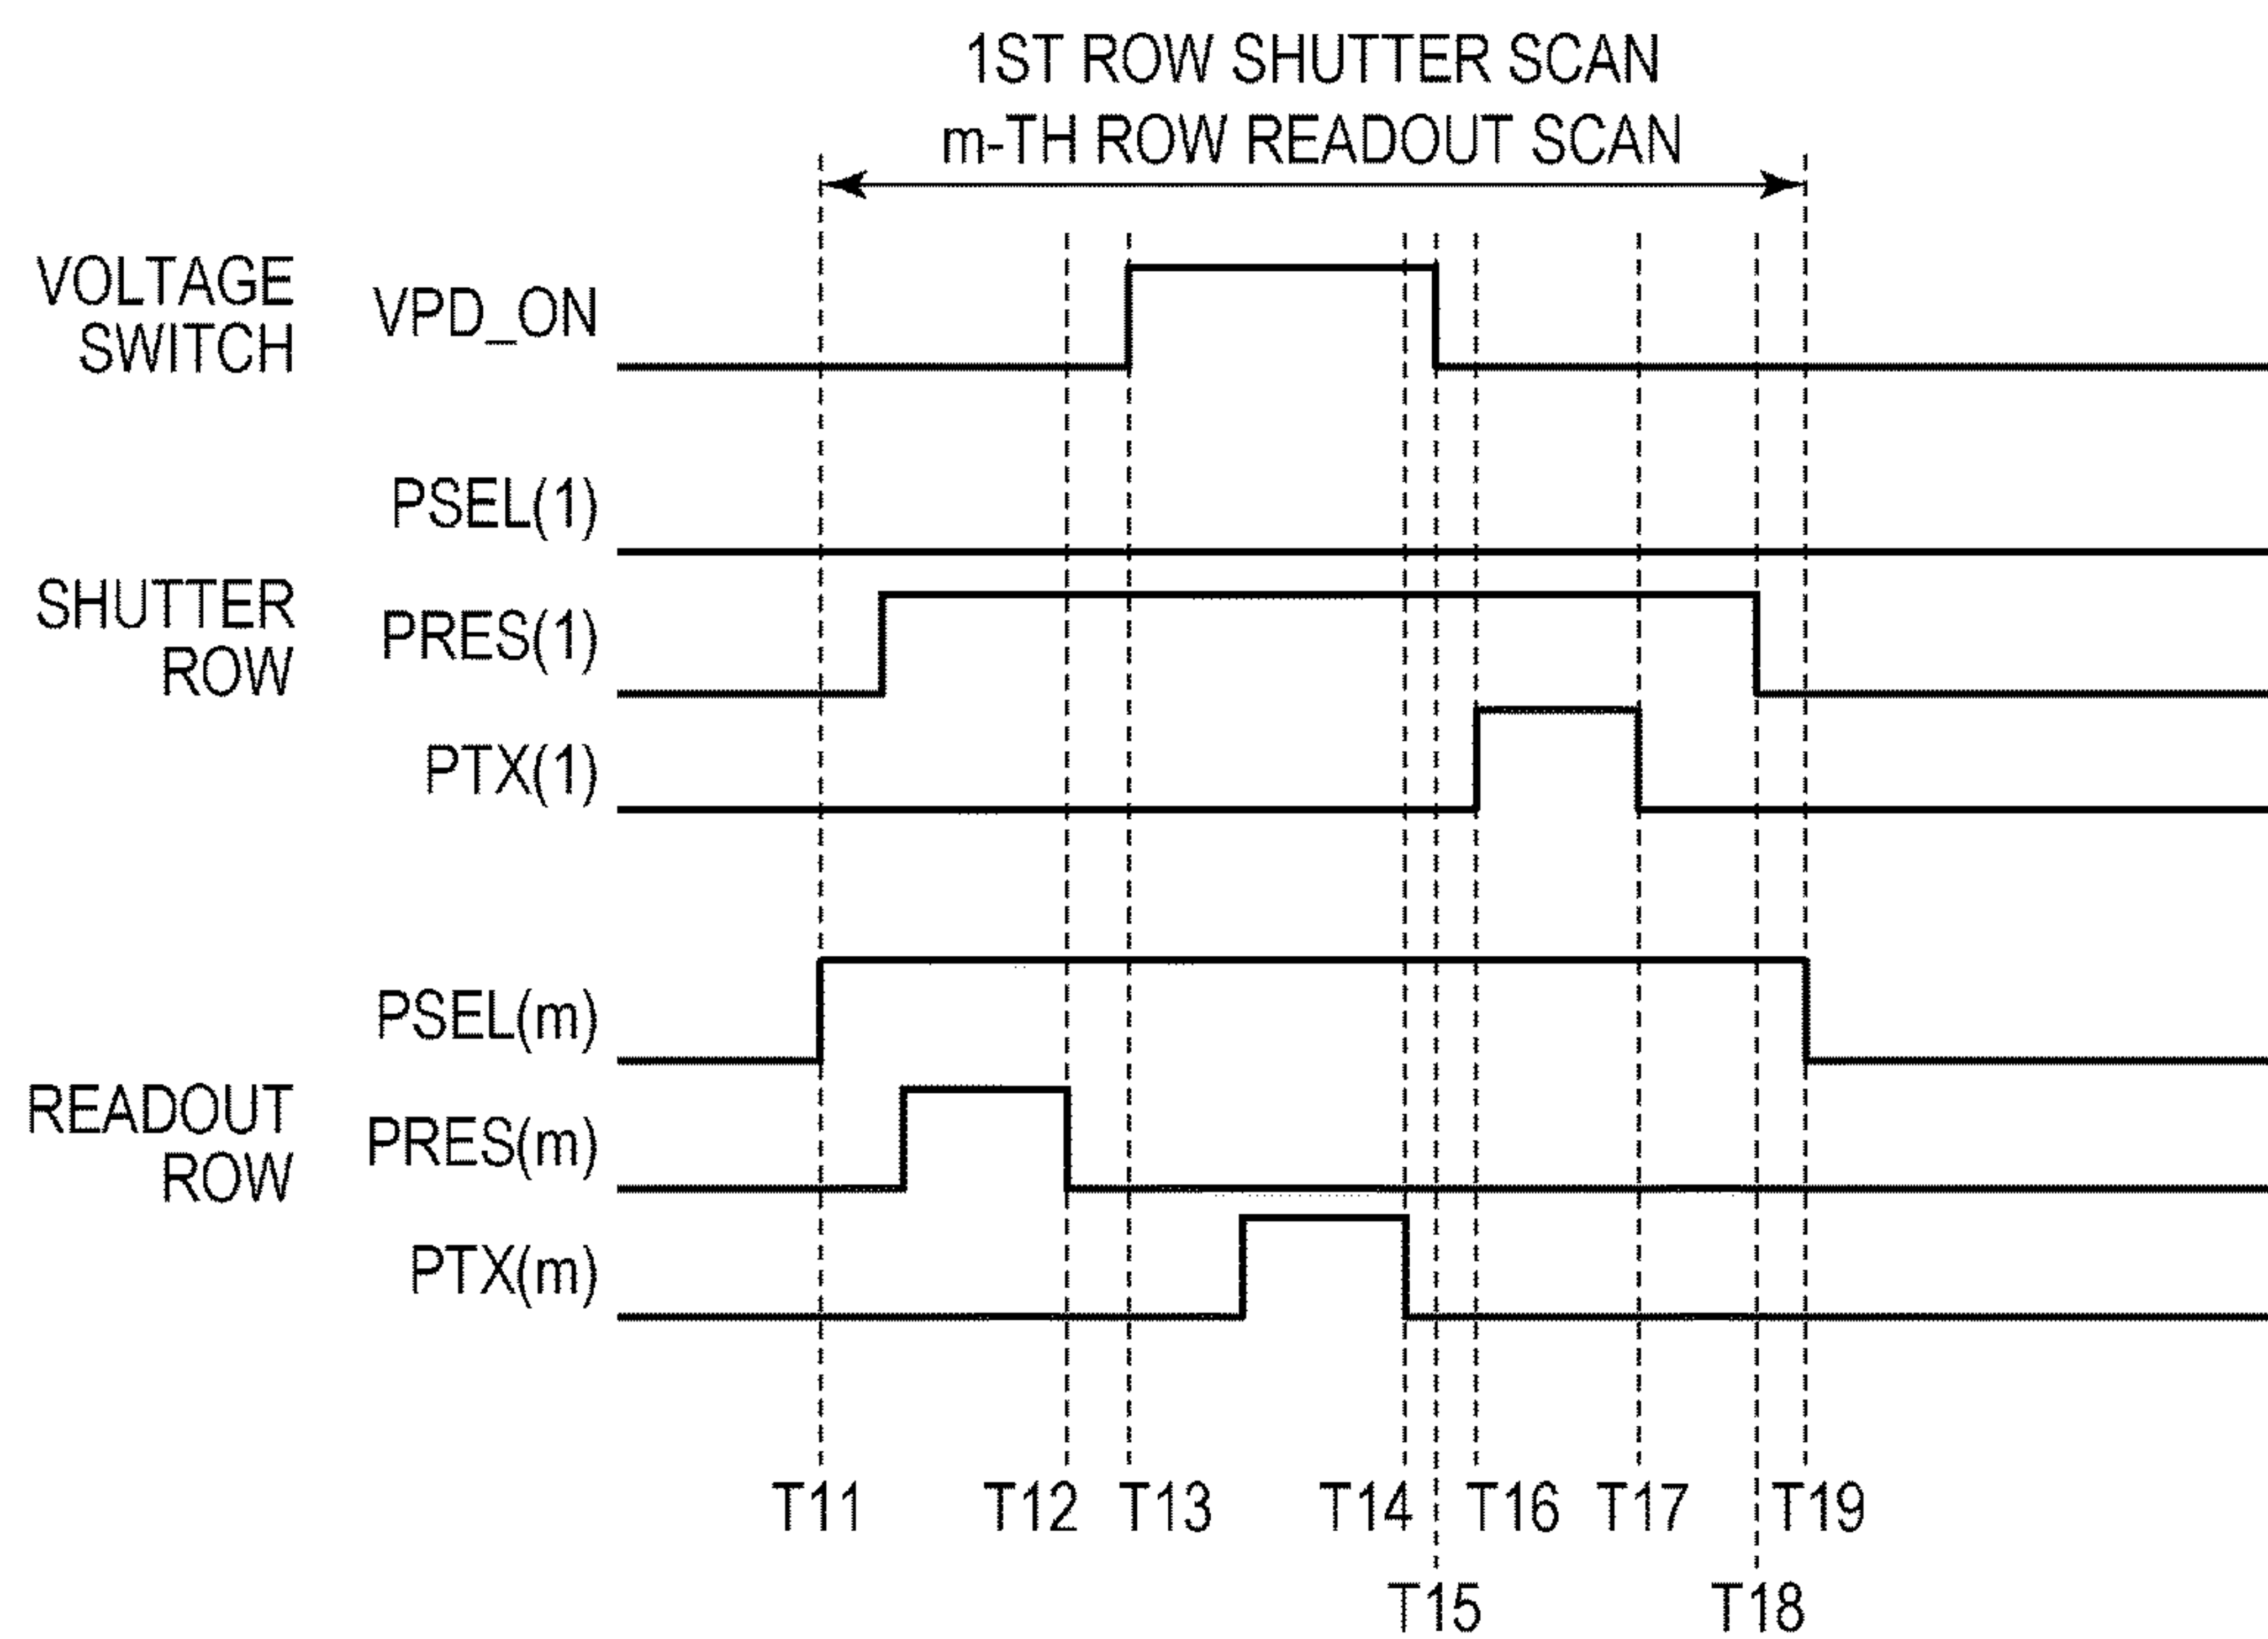 1ST ROW SHUTTER SCAN
m-TH ROW READOUT SCAN
VOLTAGE
SWITCH
VPD_ON
PSEL(1)
SHUTTER
ROW
PRES(1)
PTX(1)
PSEL(m)
READOUT
ROW
PRES(m)
PTX(m)
T11 T12 T13 T14 T16 T17 T19
T15 T18